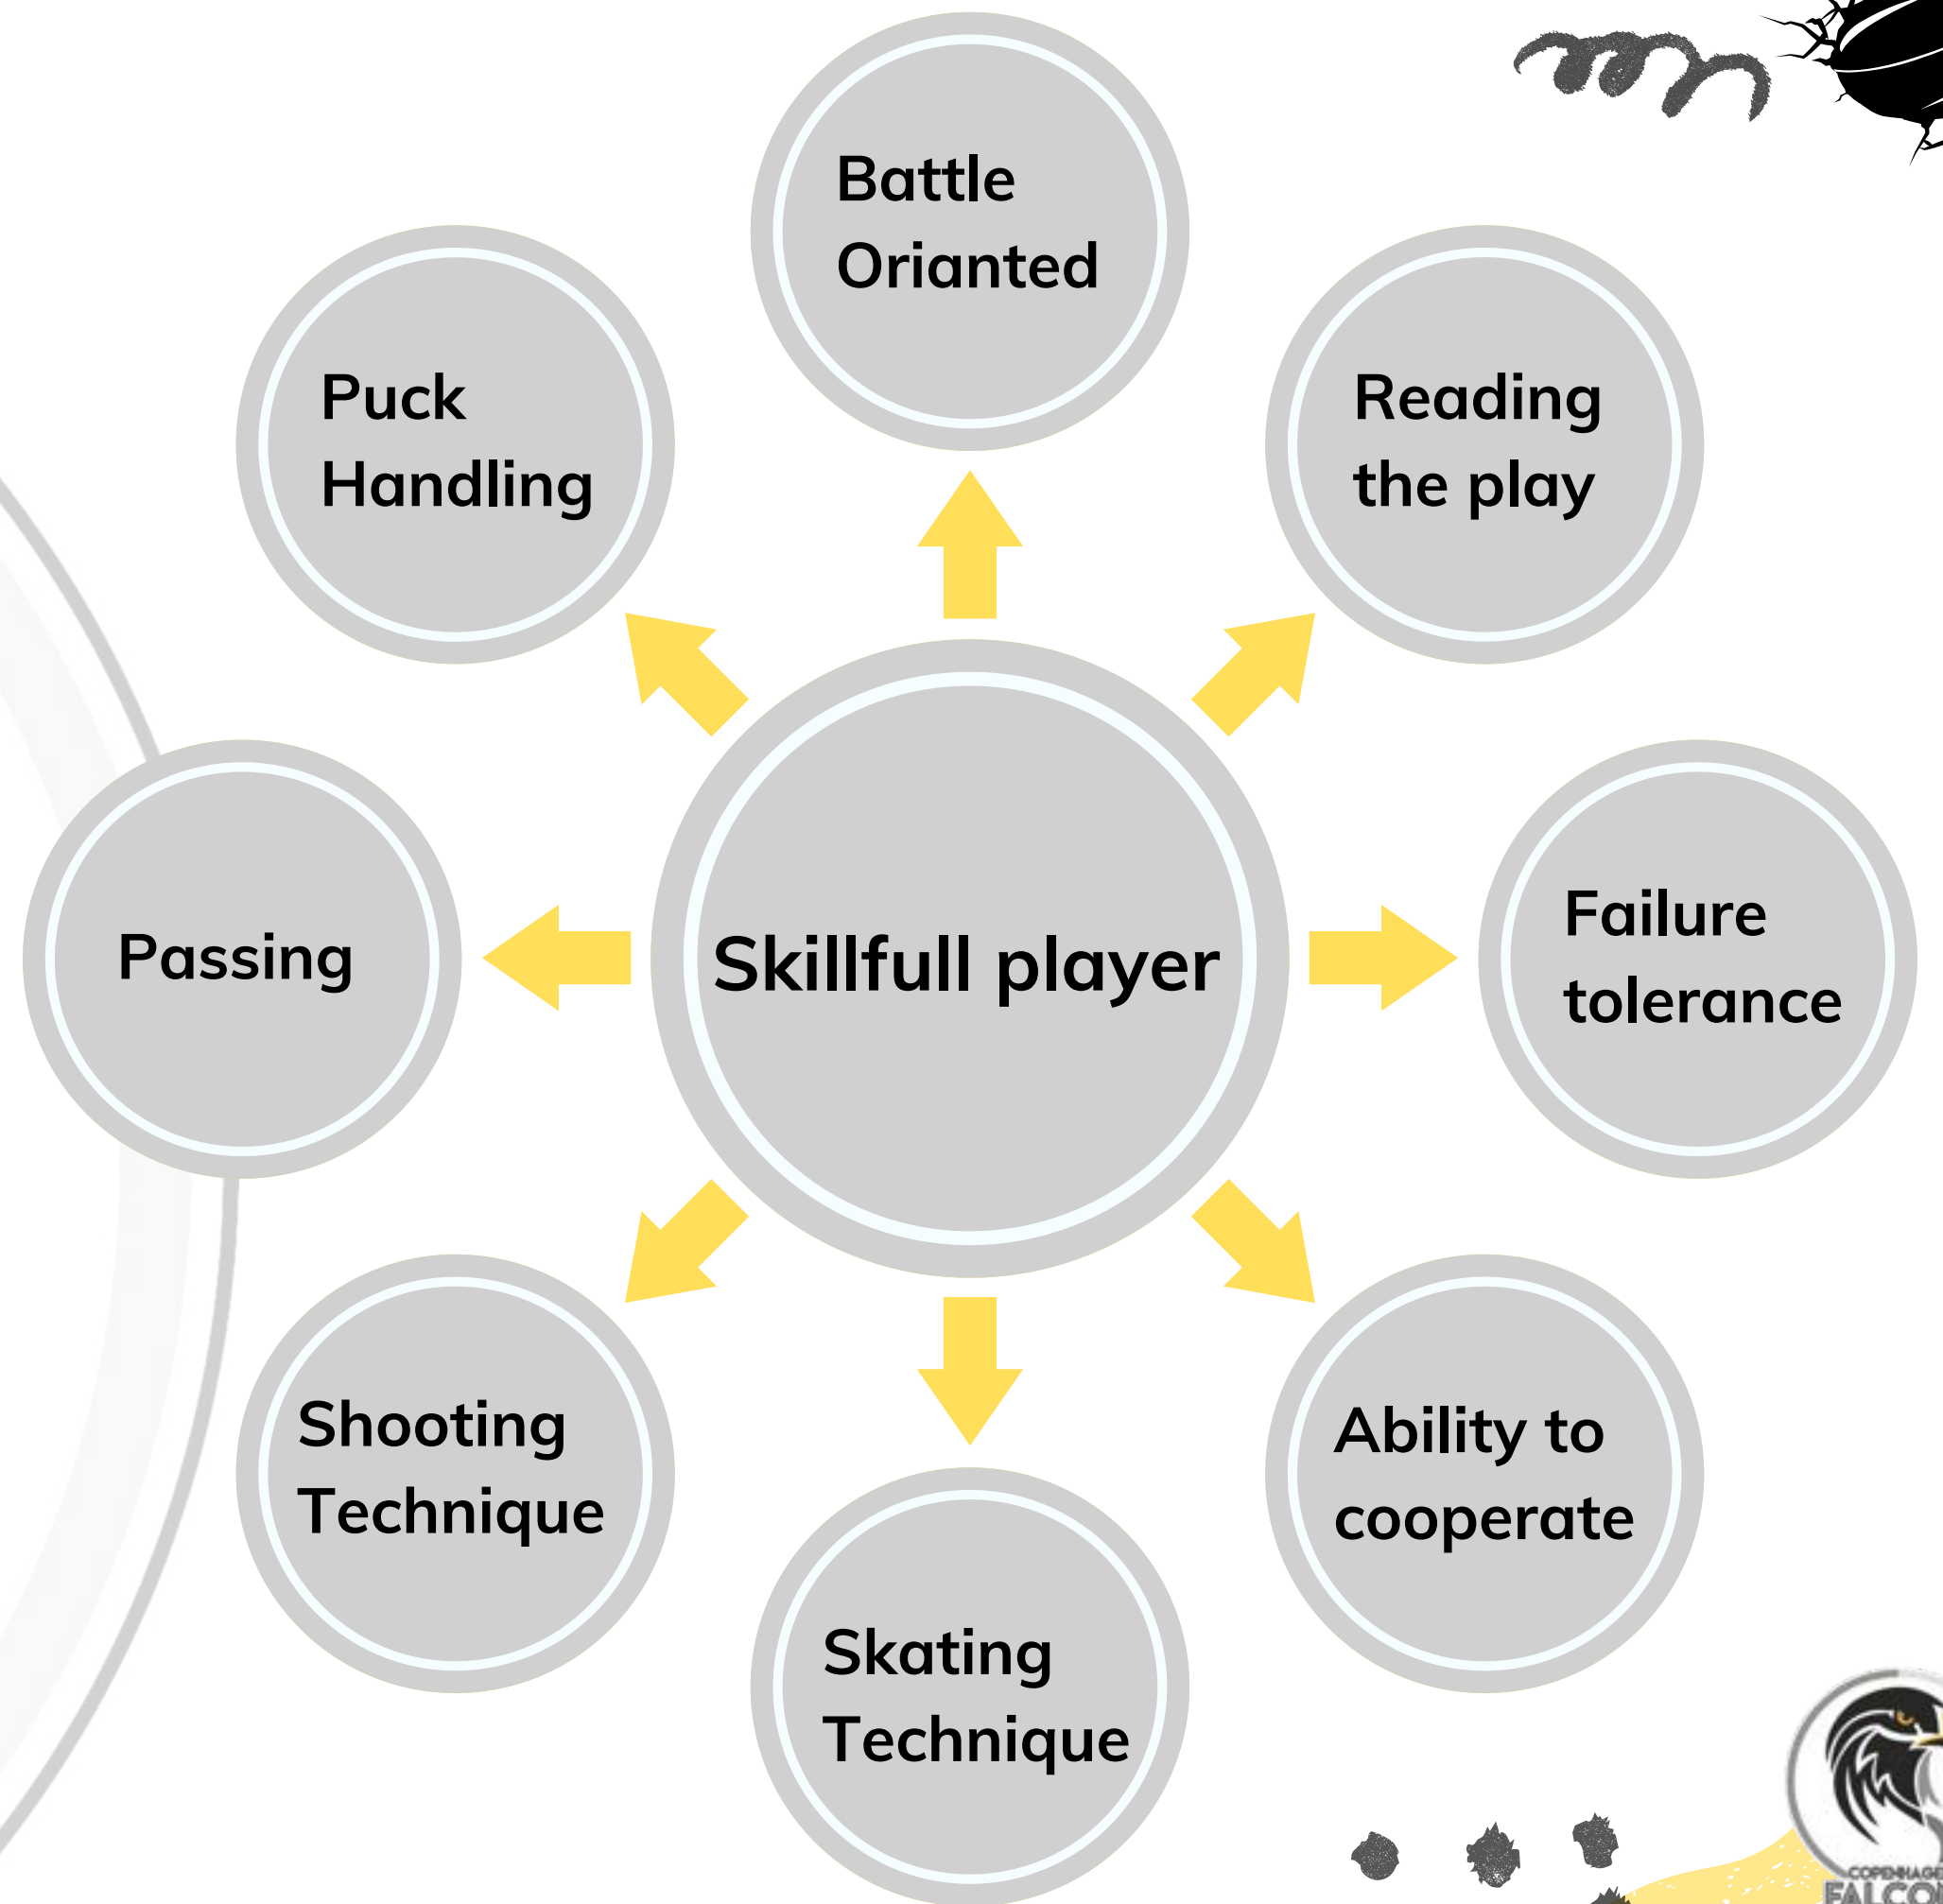 Battle
Orianted
Puck
Handling
Reading
the play
Passing
Skillfull player
Failure
tolerance
Shooting
Technique
Ability to
cooperate
Skating
Technique